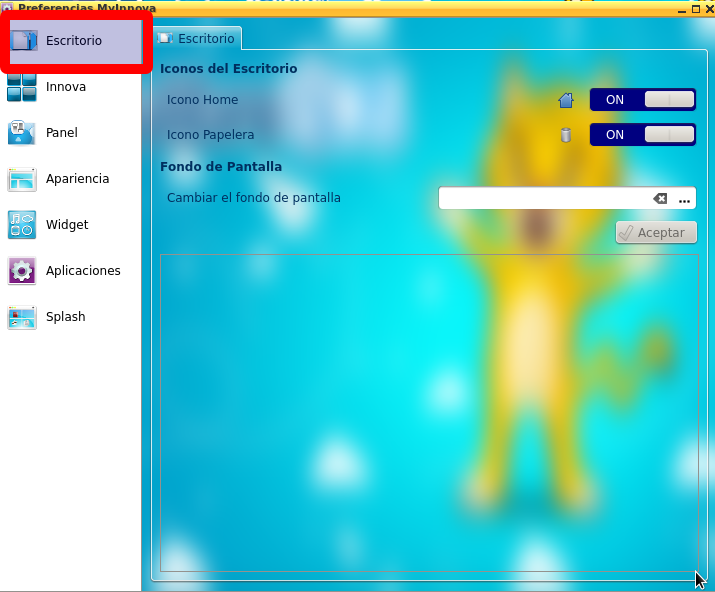 Preferencias MyInnova
Escritorio
Innova
Panel
Apariencia
Widget
Aplicaciones
Splash
Escritorio
Iconos del Escritorio
Icono Home
ON
Icono Papelera
ON
Fondo de Pantalla
Cambiar el fondo de pantalla
...
Aceptar